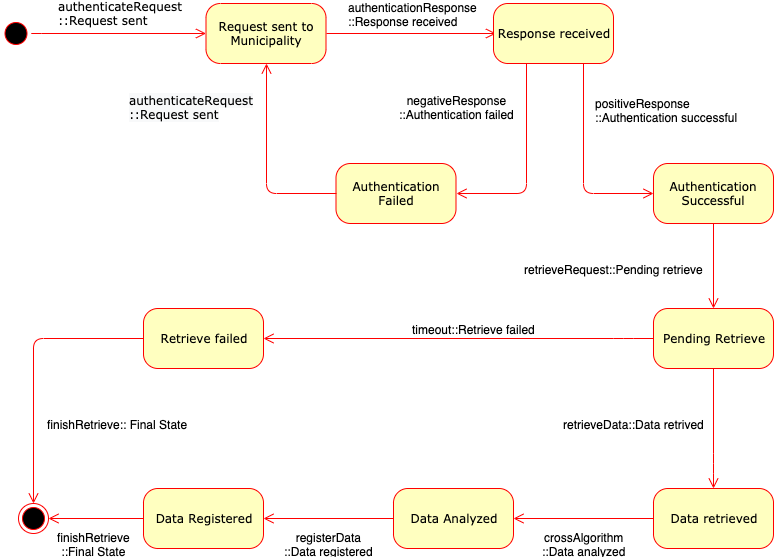 authenticateRequest
::Request sent
Request sent to
Municipality
authenticationResponse
::Response received
Response received
authenticateRequest
::Request sent
negativeResponse
::Authentication failed
positiveResponse
::Authentication successful
Authentication
Failed
Authentication
Successful
retrieveRequest::Pending retrieve
Retrieve failed
timeout::Retrieve failed
Pending Retrieve
finishRetrieve:: Final State
retrieveData::Data retrived
Data Registered
Data Analyzed
Data retrieved
finishRetrieve
::Final State
registerData
::Data registered
crossAlgorithm
::Data analyzed